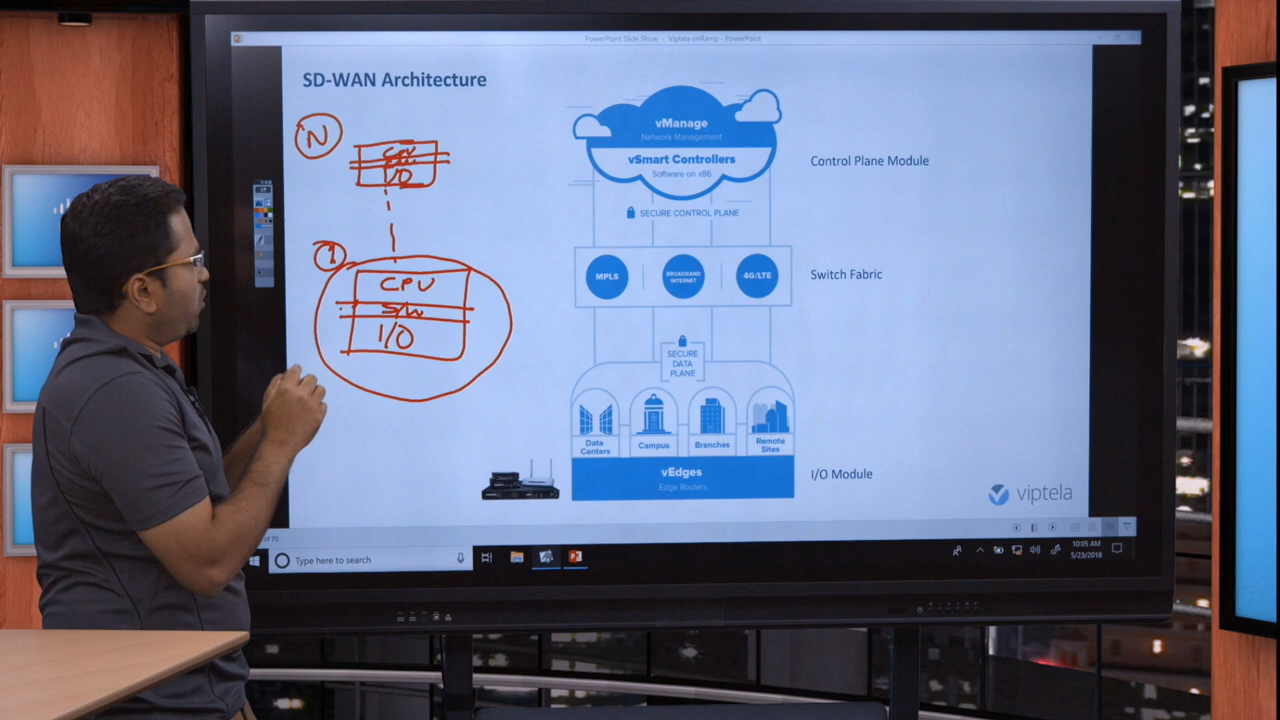 PowerPoint Slide Show - Viptela onRamp - PowerPoint
SD-WAN Architecture
N
CPU
S/W
I/O
1
CPU
S/W
I/O
vManage
Network Management
vSmart Controllers
Software on x86
Control Plane Module
SECURE CONTROL PLANE
MPLS
BROADBAND
INTERNET
4G/LTE
Switch Fabric
SECURE
DATA
PLANE
Data
Centers
Campus
Branches
Remote
Sites
vEdges
Edge Routers
I/O Module
viptela
of 70
Type here to search
10:05 AM
5/23/2018